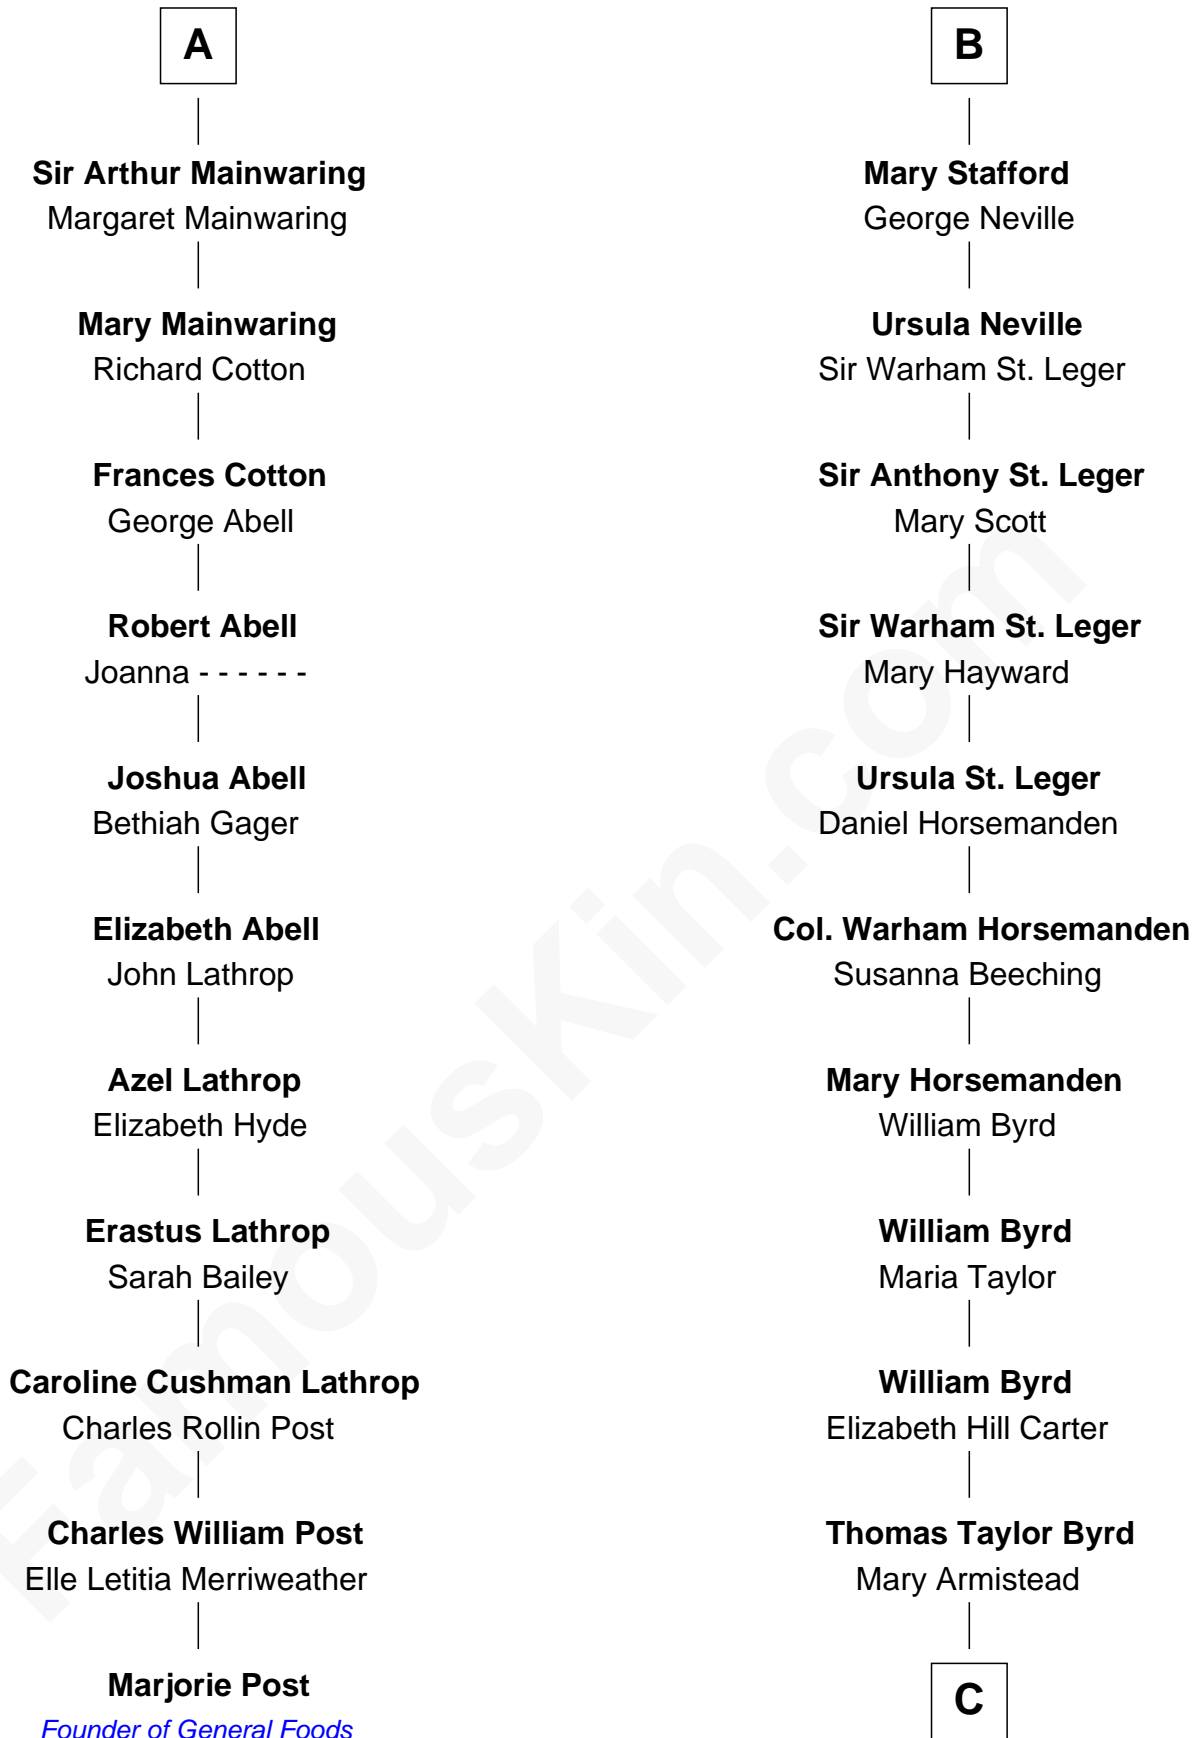 A
Sir Arthur Mainwaring
Margaret Mainwaring
Mary Mainwaring
Richard Cotton
Frances Cotton
George Abell
Robert Abell
Joanna - - - - - -
Joshua Abell
Bethiah Gager
Elizabeth Abell
John Lathrop
Azel Lathrop
Elizabeth Hyde
Erastus Lathrop
Sarah Bailey
Caroline Cushman Lathrop
Charles Rollin Post
Charles William Post
Elle Letitia Merriweather
Marjorie Post
Founder of General Foods
B
Mary Stafford
George Neville
Ursula Neville
Sir Warham St. Leger
Sir Anthony St. Leger
Mary Scott
Sir Warham St. Leger
Mary Hayward
Ursula St. Leger
Daniel Horsemanden
Col. Warham Horsemanden
Susanna Beeching
Mary Horsemanden
William Byrd
William Byrd
Maria Taylor
William Byrd
Elizabeth Hill Carter
Thomas Taylor Byrd
Mary Armistead
C
FamousKin.com